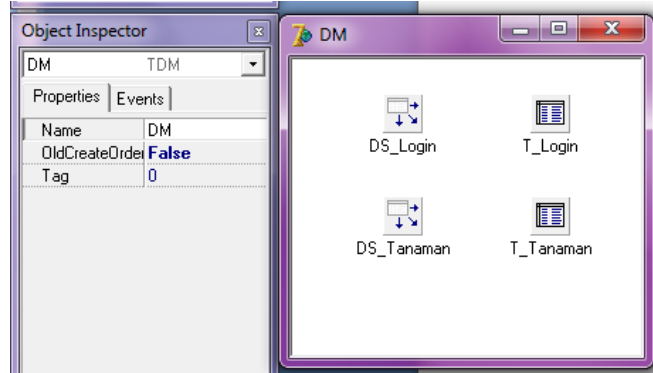 Object Inspector
DM TDM
Properties Events
Name DM
OldCreateOrder False
Tag 0
DM
DS_Login T_Login
DS_Tanaman T_Tanaman